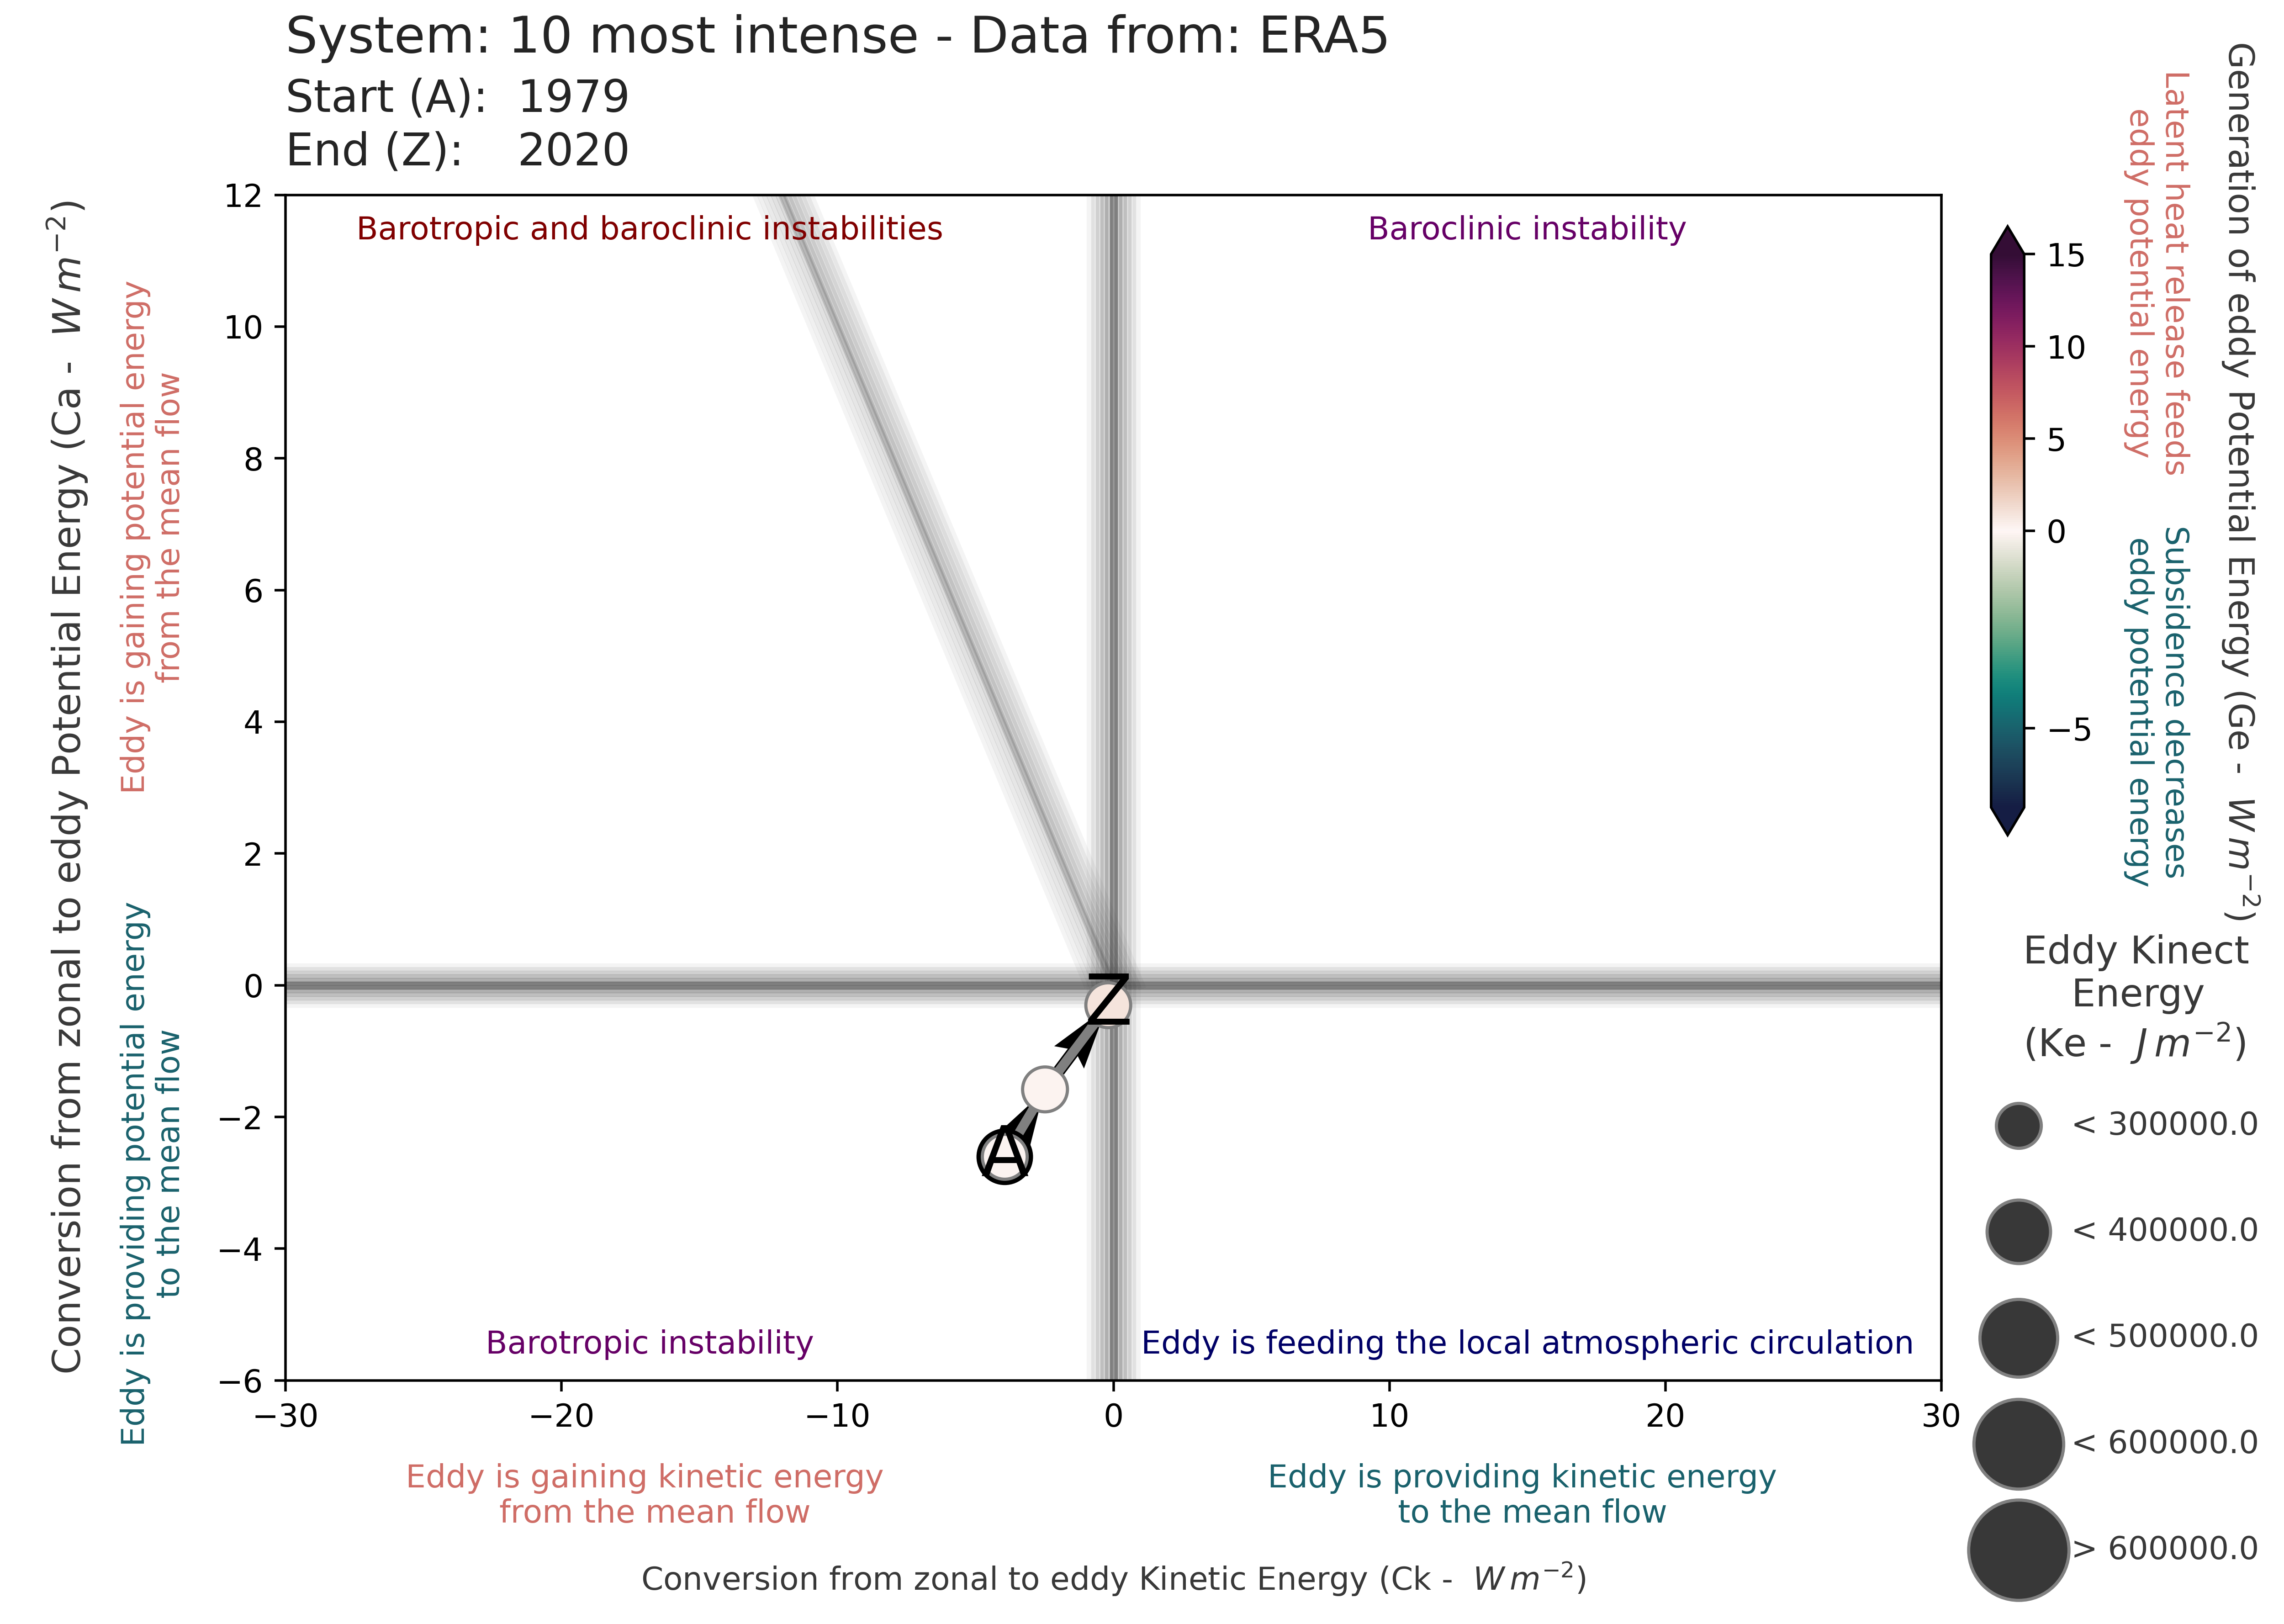 System: 10 most intense - Data from: ERA5
Start (A): 1979
End (Z): 2020
Conversion from zonal to eddy Potential Energy (Ca - W m⁻²)
Eddy is gaining potential energy
from the mean flow
Eddy is providing potential energy
to the mean flow
12
10
8
6
4
2
0
−2
−4
−6
Barotropic and baroclinic instabilities
Baroclinic instability
Z
A
Barotropic instability
Eddy is feeding the local atmospheric circulation
−30
−20
−10
0
10
20
30
Eddy is gaining kinetic energy
from the mean flow
Eddy is providing kinetic energy
to the mean flow
Conversion from zonal to eddy Kinetic Energy (Ck - W m⁻²)
15
10
5
0
−5
Latent heat release feeds
eddy potential energy
Subsidence decreases
eddy potential energy
Generation of eddy Potential Energy (Ge - W m⁻²)
Eddy Kinect
Energy
(Ke - J m⁻²)
< 300000.0
< 400000.0
< 500000.0
< 600000.0
> 600000.0